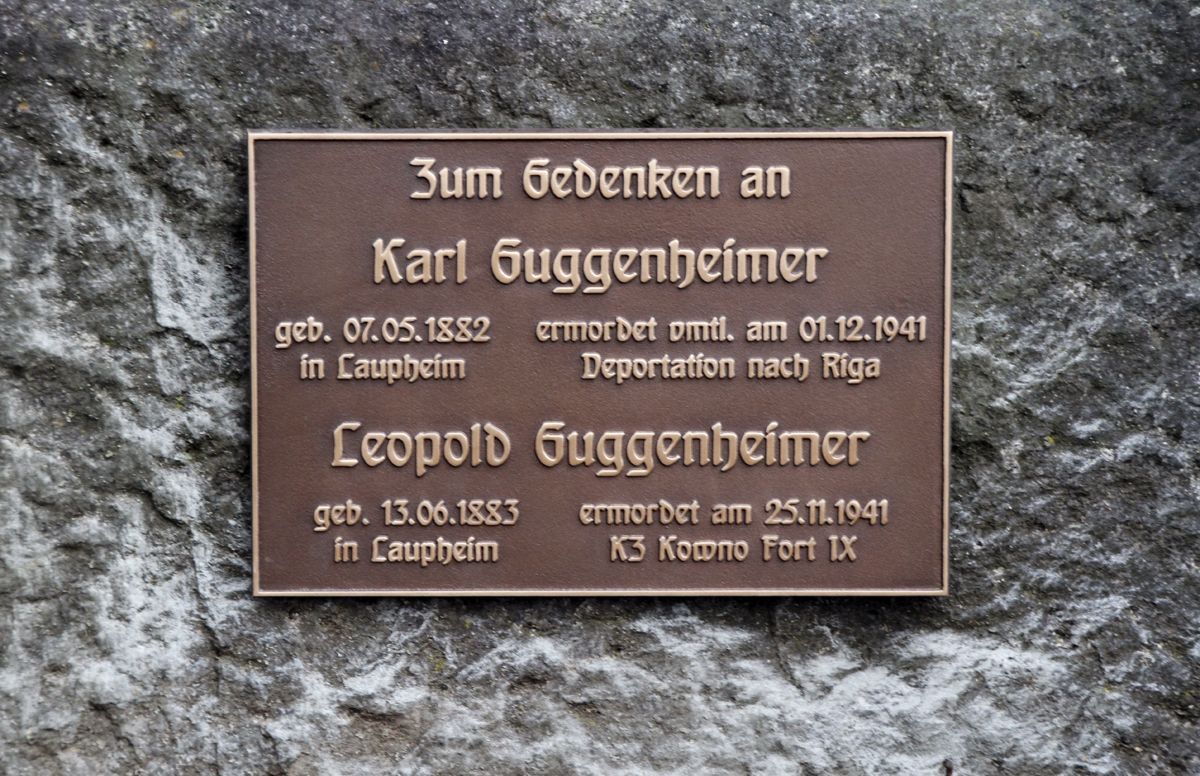 Zum Gedenken an
Karl Guggenheimer
geb. 07.05.1882 ermordet vmtl. am 01.12.1941
in Laupheim Deportation nach Riga
Leopold Guggenheimer
geb. 13.06.1883 ermordet am 25.11.1941
in Laupheim KZ Kowno Fort IX